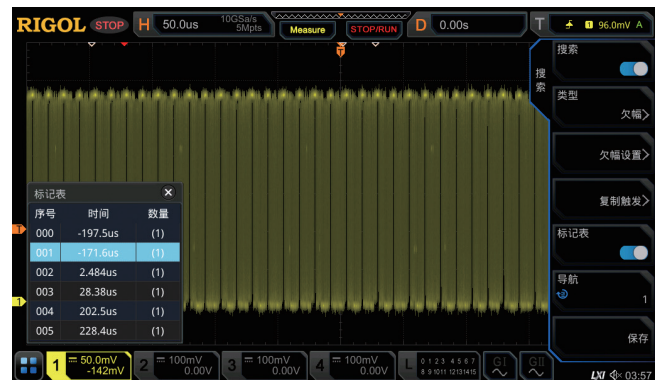 RIGOL STOP H 50.0us 10GSa/s 5Mpts Measure STOP/RUN D 0.00s T 1 96.0mV A
T
搜索
搜索
类型
欠幅>
欠幅设置>
复制触发>
标记表
导航
1
保存
标记表
序号 时间 数量
000 -197.5us (1)
001 -171.6us (1)
002 2.484us (1)
003 28.38us (1)
004 202.5us (1)
005 228.4us (1)
T
1
1 50.0mV -142mV 2 100mV 0.00V 3 100mV 0.00V 4 100mV 0.00V L 0 1 2 3 4 5 6 7 8 9 10 11 12 13 14 15 GI GII
LXI 03:57